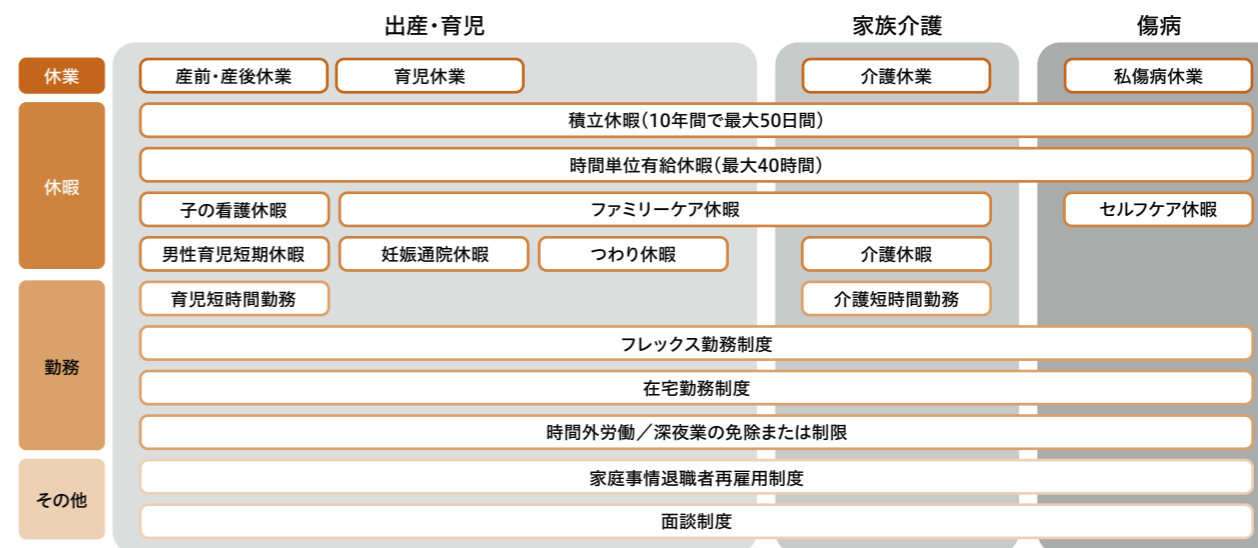 出産・育児
家族介護
傷病
休業
産前・産後休業
育児休業
介護休業
私傷病休業
休暇
積立休暇（10年間で最大50日間）
時間単位有給休暇（最大40時間）
子の看護休暇
ファミリーケア休暇
セルフケア休暇
男性育児短期休暇
妊娠通院休暇
つわり休暇
介護休暇
勤務
育児短時間勤務
介護短時間勤務
フレックス勤務制度
在宅勤務制度
時間外労働／深夜業の免除または制限
その他
家庭事情退職者再雇用制度
面談制度